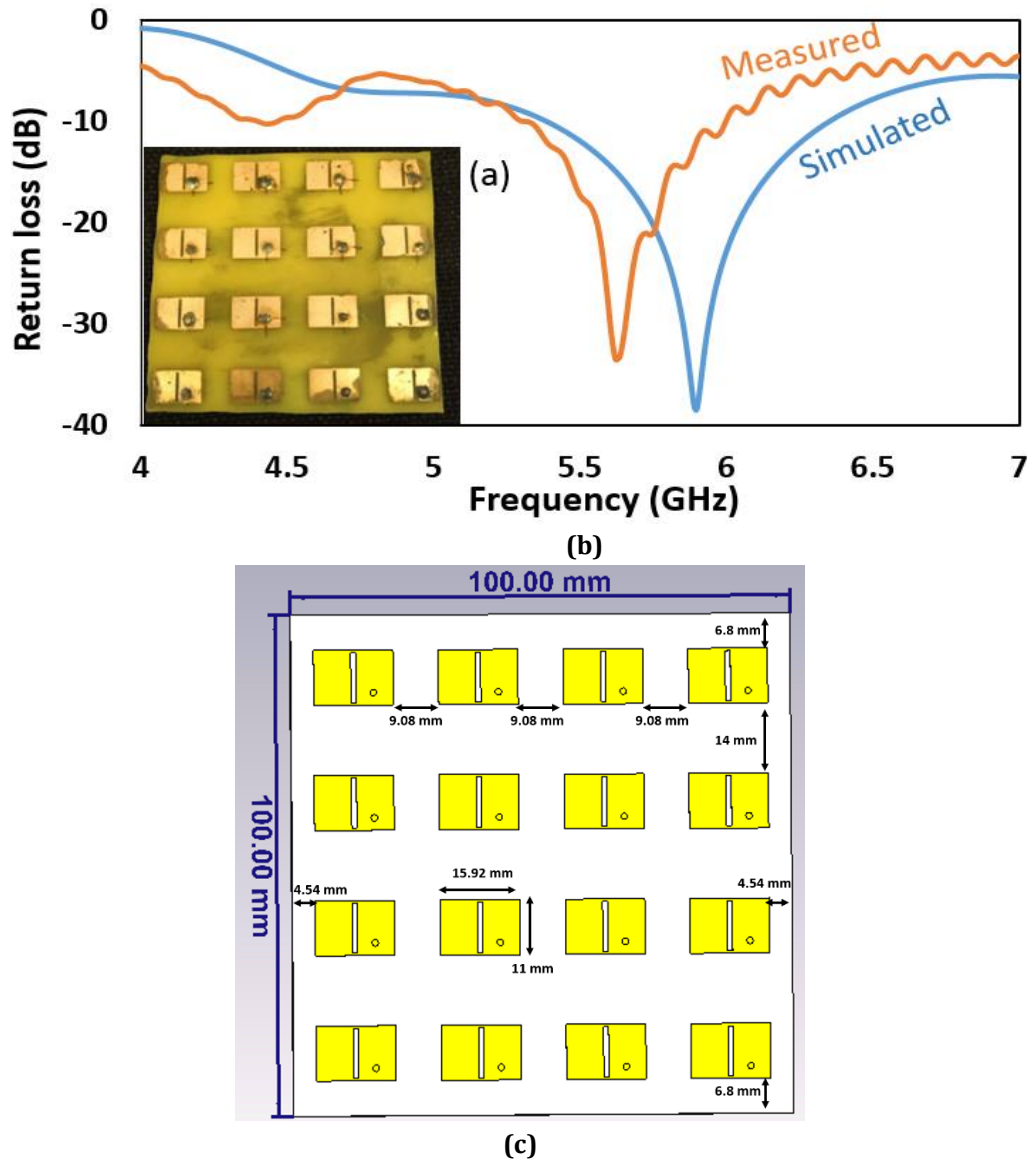 0
-10
-20
-30
-40
Return loss (dB)
Measured
Simulated
(a)
4
4.5
5
5.5
6
6.5
7
Frequency (GHz)
(b)
100.00 mm
100.00 mm
6.8 mm
9.08 mm
9.08 mm
9.08 mm
14 mm
4.54 mm
15.92 mm
4.54 mm
11 mm
6.8 mm
(c)